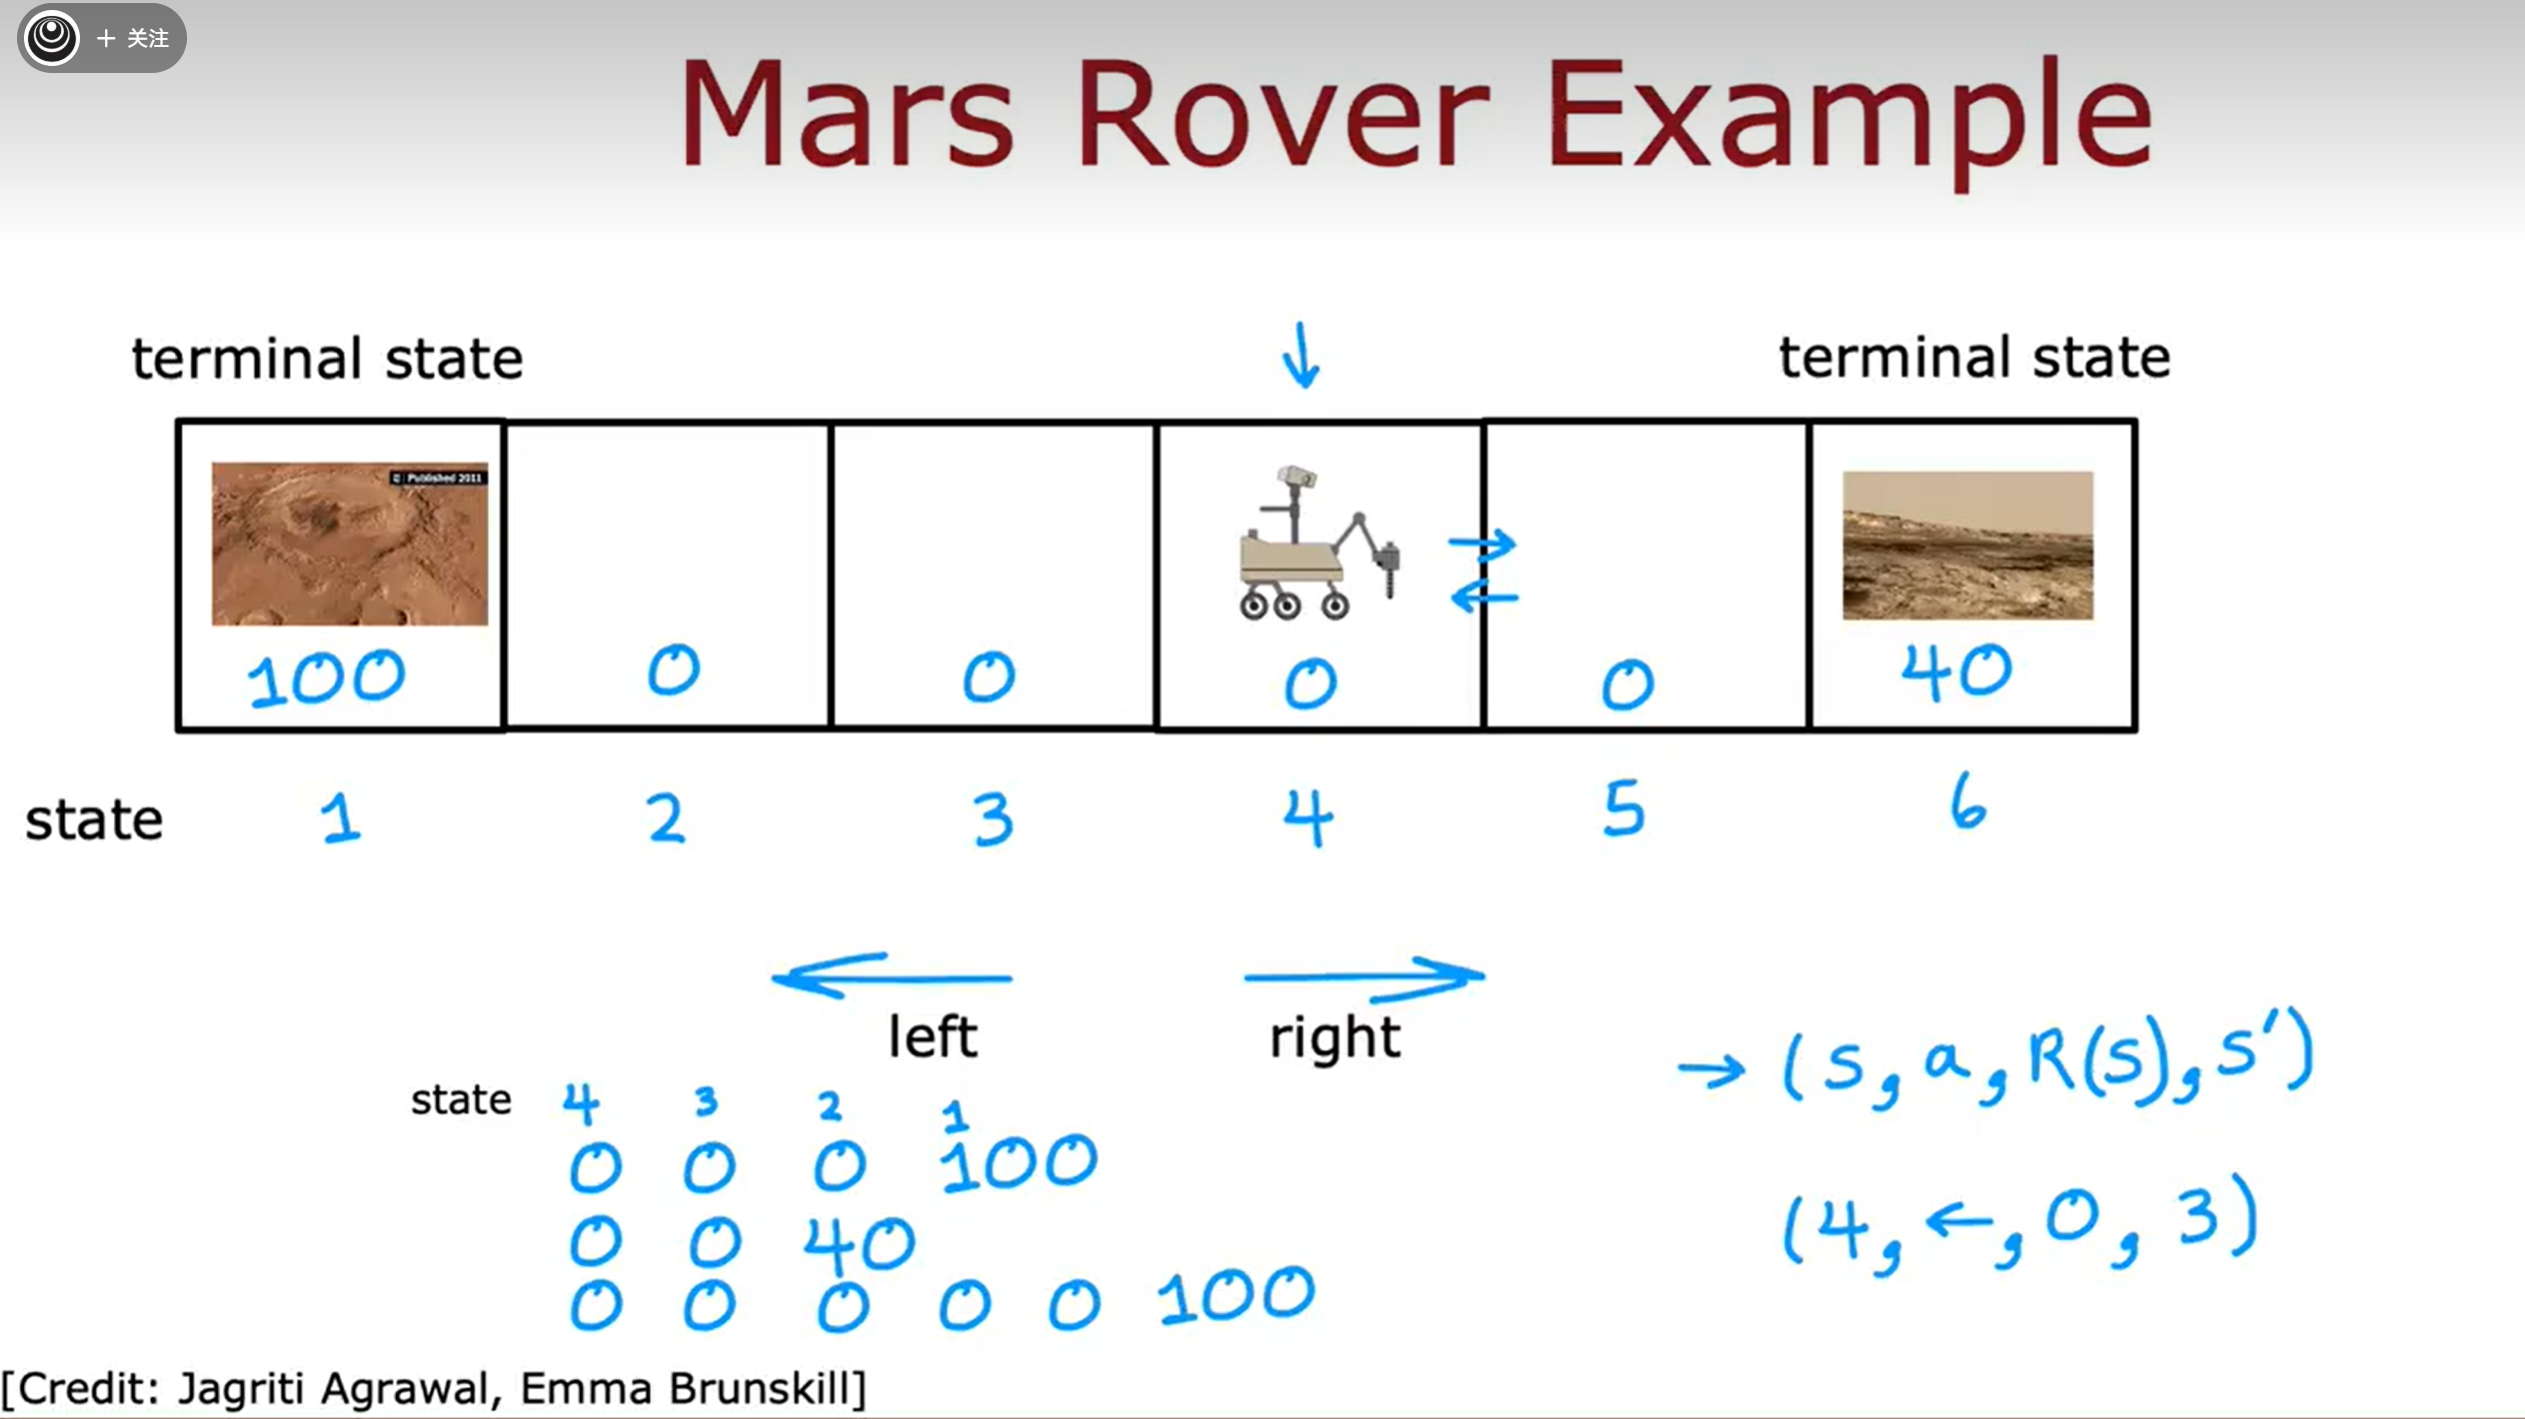 + 关注
Mars Rover Example
terminal state terminal state
Published 2011
100 0 0 0 0 40
state 1 2 3 4 5 6
← left → right
→ (s, a, R(s), s')
state 4 3 2 1
0 0 0 100
(4, ←, 0, 3)
0 0 40
0 0 0 0 0 100
[Credit: Jagriti Agrawal, Emma Brunskill]